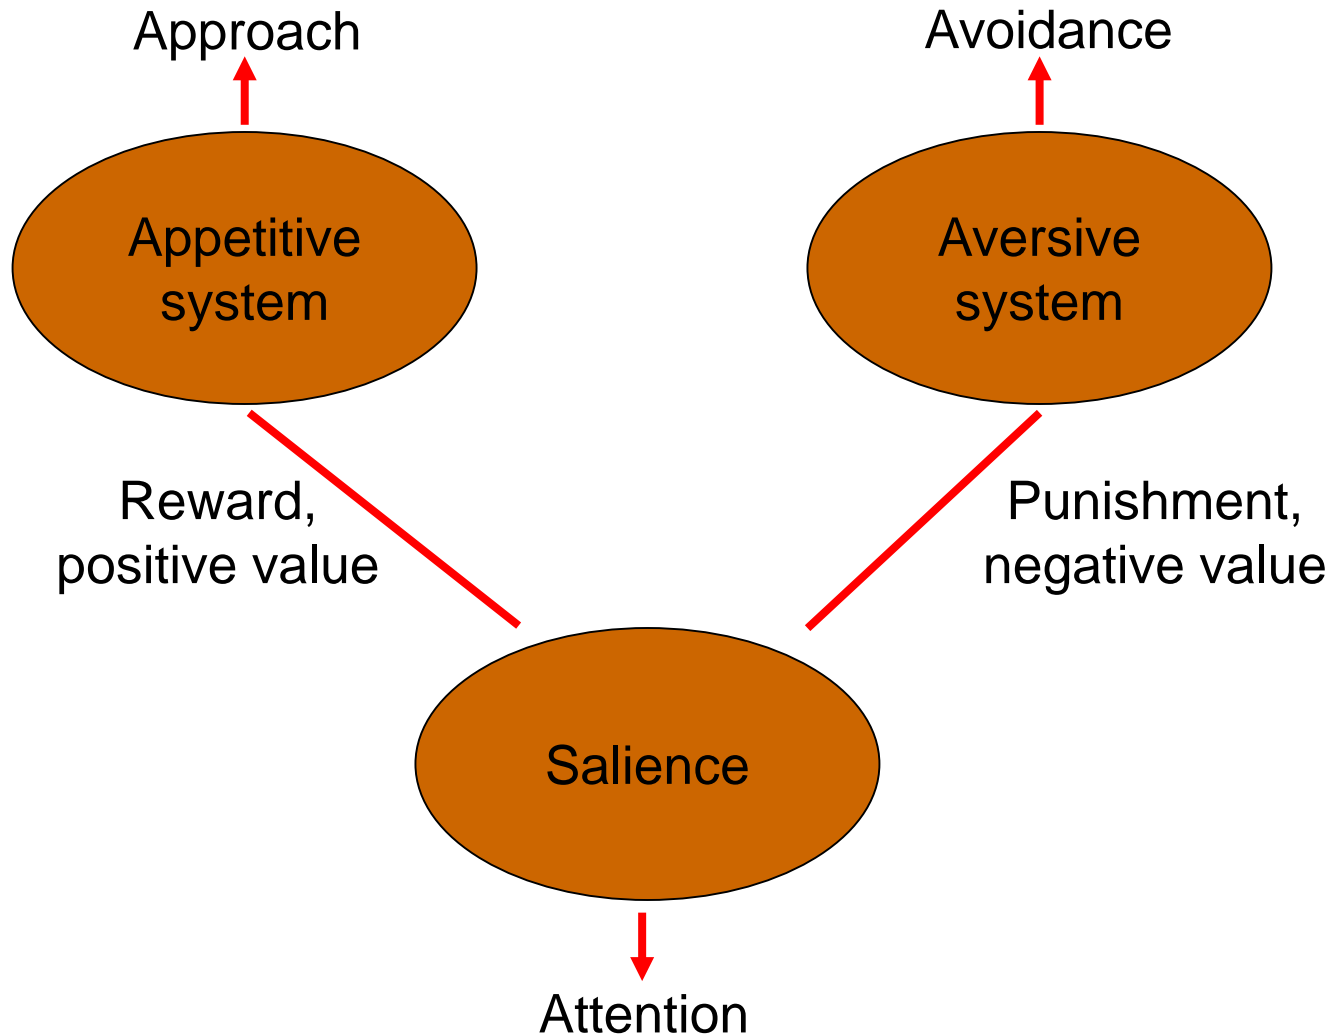 Approach
Avoidance
Appetitive
system
Aversive
system
Reward,
positive value
Punishment,
negative value
Salience
Attention